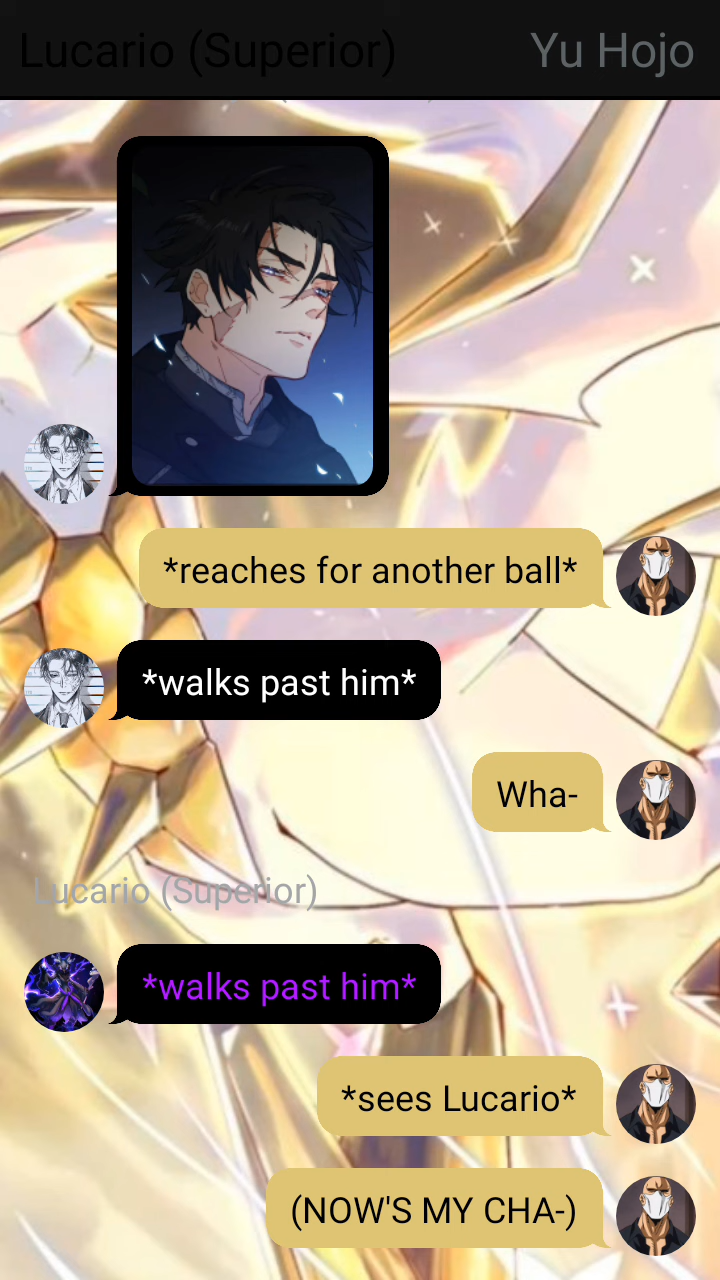 Lucario (Superior) Yu Hojo
*reaches for another ball*
*walks past him*
Wha-
Lucario (Superior)
*walks past him*
*sees Lucario*
(NOW'S MY CHA-)